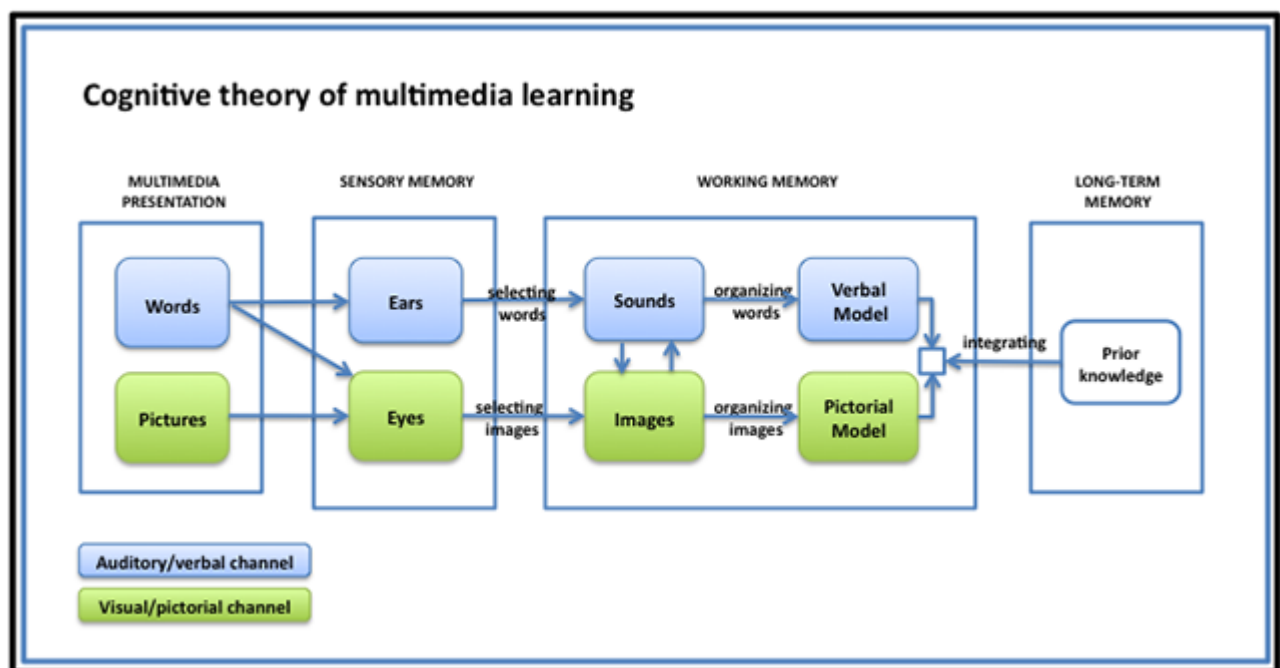 Cognitive theory of multimedia learning
MULTIMEDIA
PRESENTATION
SENSORY MEMORY
WORKING MEMORY
LONG-TERM
MEMORY
Words
Ears
selecting
words
Sounds
organizing
words
Verbal
Model
integrating
Prior
knowledge
Pictures
Eyes
selecting
images
Images
organizing
images
Pictorial
Model
Auditory/verbal channel
Visual/pictorial channel